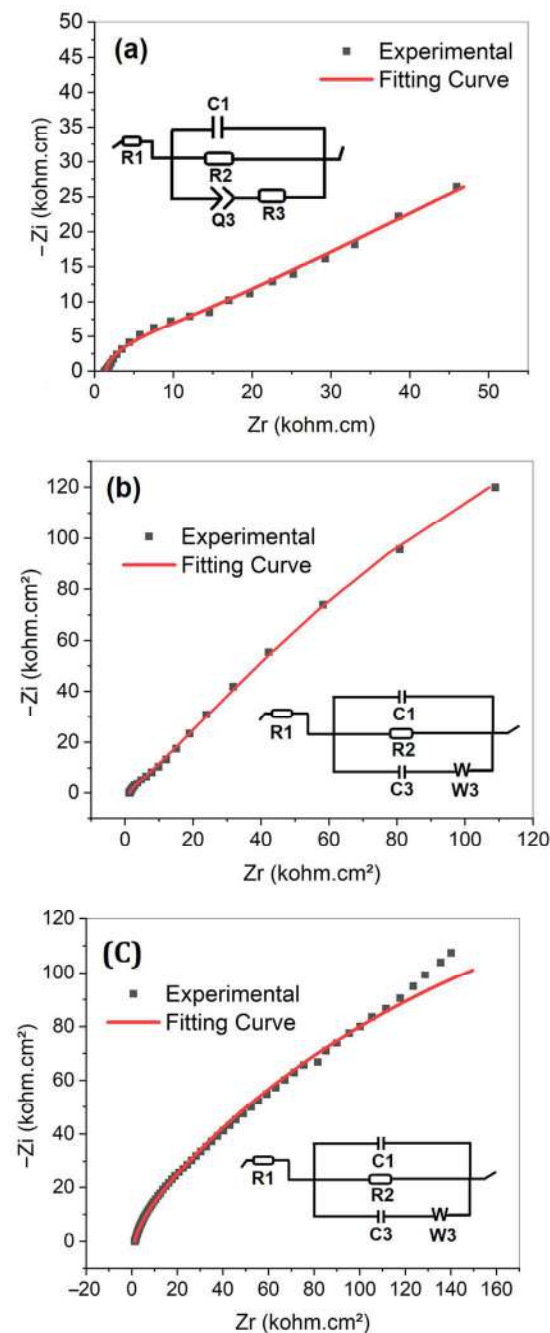 (a)
Experimental
Fitting Curve
C1
R1
R2
Q3
R3
−Zi (kohm.cm)
50
45
40
35
30
25
20
15
10
5
0
0 10 20 30 40 50
Zr (kohm.cm)
(b)
Experimental
Fitting Curve
C1
R1
R2
C3
W3
−Zi (kohm.cm²)
120
100
80
60
40
20
0
0 20 40 60 80 100 120
Zr (kohm.cm²)
(C)
Experimental
Fitting Curve
C1
R1
R2
C3
W3
−Zi (kohm.cm²)
120
100
80
60
40
20
0
−20 0 20 40 60 80 100 120 140 160
Zr (kohm.cm²)